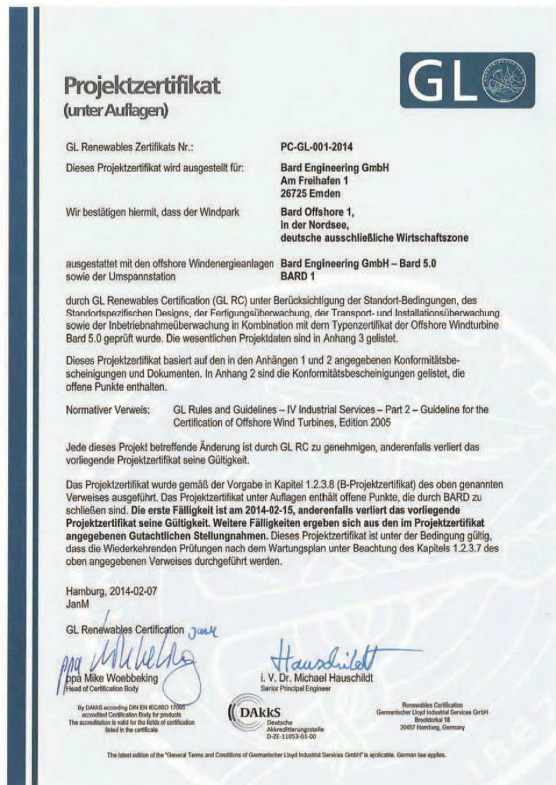 Projektzertifikat
(unter Auflagen)
GL
GL Renewables Zertifikats Nr.: PC-GL-001-2014
Dieses Projektzertifikat wird ausgestellt für: Bard Engineering GmbH
Am Freihafen 1
26725 Emden
Wir bestätigen hiermit, dass der Windpark Bard Offshore 1,
in der Nordsee,
deutsche ausschließliche Wirtschaftszone
ausgestattet mit den offshore Windenergieanlagen Bard Engineering GmbH – Bard 5.0
sowie der Umspannstation BARD 1
durch GL Renewables Certification (GL RC) unter Berücksichtigung der Standort-Bedingungen, des
Standortspezifischen Designs, der Fertigungsüberwachung, der Transport- und Installationsüberwachung
sowie der Inbetriebnahmeüberwachung in Kombination mit dem Typenzertifikat der Offshore Windturbine
Bard 5.0 geprüft wurde. Die wesentlichen Projektdaten sind in Anhang 3 gelistet.
Dieses Projektzertifikat basiert auf den in den Anhängen 1 und 2 angegebenen Konformitätsbe-
scheinigungen und Dokumenten. In Anhang 2 sind die Konformitätsbescheinigungen gelistet, die
offene Punkte enthalten.
Normativer Verweis: GL Rules and Guidelines – IV Industrial Services – Part 2 – Guideline for the
Certification of Offshore Wind Turbines, Edition 2005
Jede dieses Projekt betreffende Änderung ist durch GL RC zu genehmigen, anderenfalls verliert das
vorliegende Projektzertifikat seine Gültigkeit.
Das Projektzertifikat wurde gemäß der Vorgabe in Kapitel 1.2.3.8 (B-Projektzertifikat) des oben genannten
Verweises ausgeführt. Das Projektzertifikat unter Auflagen enthält offene Punkte, die durch BARD zu
schließen sind. Die erste Fälligkeit ist am 2014-02-15, anderenfalls verliert das vorliegende
Projektzertifikat seine Gültigkeit. Weitere Fälligkeiten ergeben sich aus den im Projektzertifikat
angegebenen Gutachtlichen Stellungnahmen. Dieses Projektzertifikat ist unter der Bedingung gültig,
dass die Wiederkehrenden Prüfungen nach dem Wartungsplan unter Beachtung des Kapitels 1.2.3.7 des
oben angegebenen Verweises durchgeführt werden.
Hamburg, 2014-02-07
JanM
GL Renewables Certification
ppa Mike Woebbeking
Head of Certification Body
Hauschildt
i. V. Dr. Michael Hauschildt
Senior Principal Engineer
By DAkkS according DIN EN IEC/ISO 17065
accredited Certification Body for products
The accreditation is valid for the fields of certification
listed in the certificate
DAkkS
Deutsche
Akkreditierungsstelle
D-ZE-11053-01-00
Renewables Certification
Germanischer Lloyd Industrial Services GmbH
Brooktorkai 18
20457 Hamburg, Germany
The latest edition of the "General Terms and Conditions of Germanischer Lloyd Industrial Services GmbH" is applicable. German law applies.